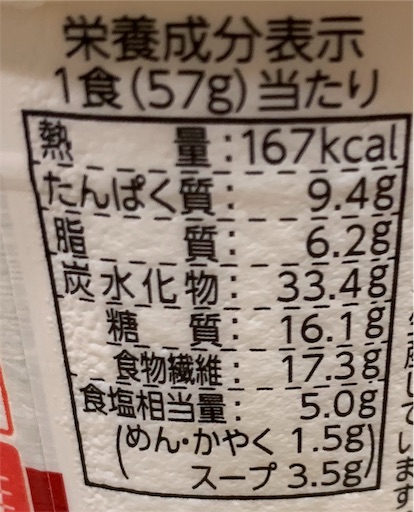 栄養成分表示
1食(57g)当たり
熱量:167kcal
たんぱく質: 9.4g
脂質: 6.2g
炭水化物: 33.4g
糖質: 16.1g
食物繊維: 17.3g
食塩相当量: 5.0g
(めん・かやく 1.5g
スープ 3.5g)
います